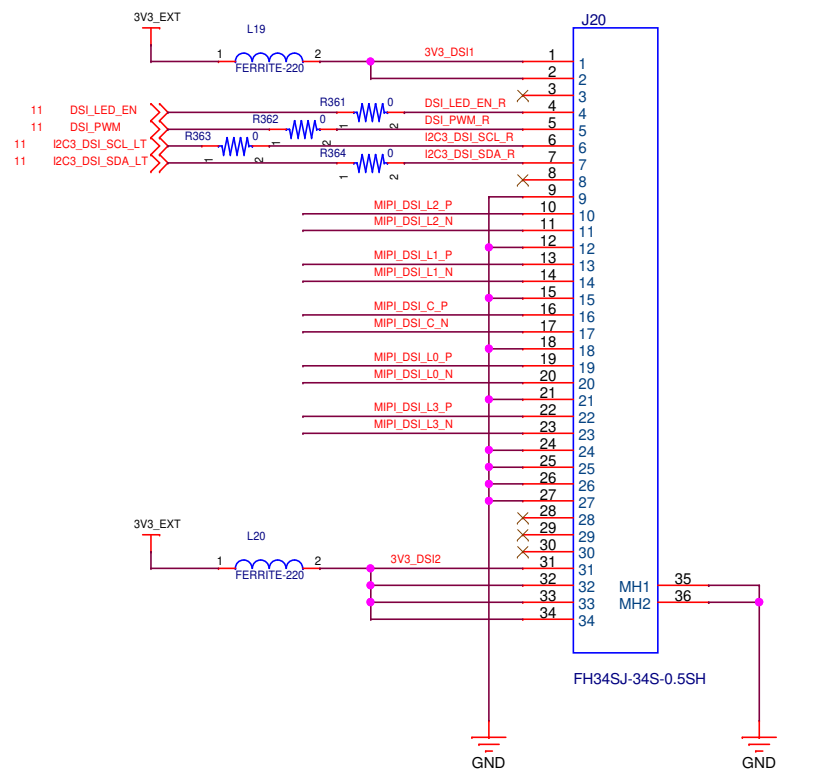 J20
3V3_EXT
L19
1 2
FERRITE-220
3V3_DSI1
1 1
2 2
3 3
11 DSI_LED_EN R361 0 1 2 DSI_LED_EN_R 4 4
11 DSI_PWM R362 0 1 2 DSI_PWM_R 5 5
11 I2C3_DSI_SCL_LT R363 0 1 2 I2C3_DSI_SCL_R 6 6
11 I2C3_DSI_SDA_LT R364 0 1 2 I2C3_DSI_SDA_R 7 7
8 8
9 9
MIPI_DSI_L2_P 10 10
MIPI_DSI_L2_N 11 11
12 12
MIPI_DSI_L1_P 13 13
MIPI_DSI_L1_N 14 14
15 15
MIPI_DSI_C_P 16 16
MIPI_DSI_C_N 17 17
18 18
MIPI_DSI_L0_P 19 19
MIPI_DSI_L0_N 20 20
21 21
MIPI_DSI_L3_P 22 22
MIPI_DSI_L3_N 23 23
24 24
25 25
26 26
27 27
28 28
29 29
30 30
3V3_EXT
L20
1 2
FERRITE-220
3V3_DSI2
31 31
32 32 MH1 35
33 33 MH2 36
34 34
FH34SJ-34S-0.5SH
GND GND